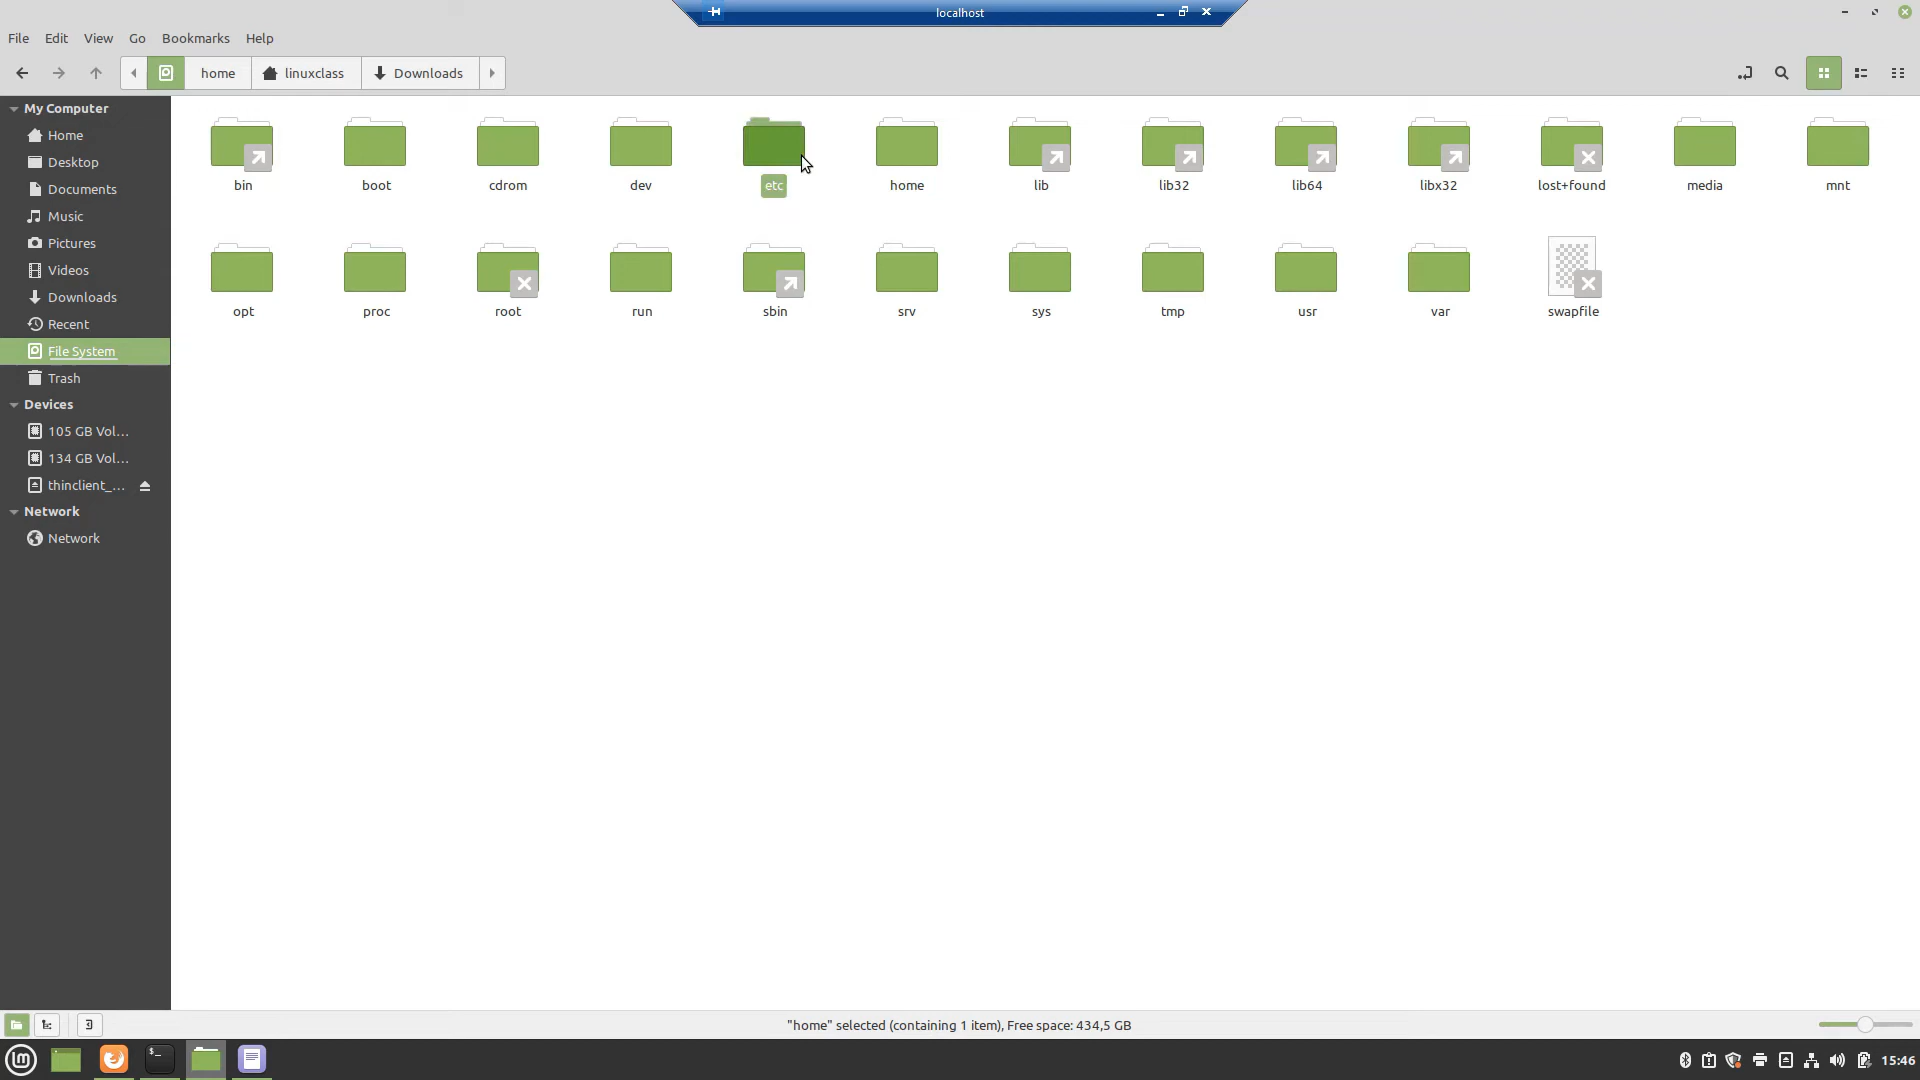 localhost
File Edit View Go Bookmarks Help
home linuxclass Downloads
My Computer
Home
Desktop
Documents
Music
Pictures
Videos
Downloads
Recent
File System
Trash
Devices
105 GB Vol...
134 GB Vol...
thinclient_...
Network
Network
bin boot cdrom dev etc home lib lib32 lib64 libx32 lost+found media mnt
opt proc root run sbin srv sys tmp usr var swapfile
"home" selected (containing 1 item), Free space: 434,5 GB
lm $_ 15:46